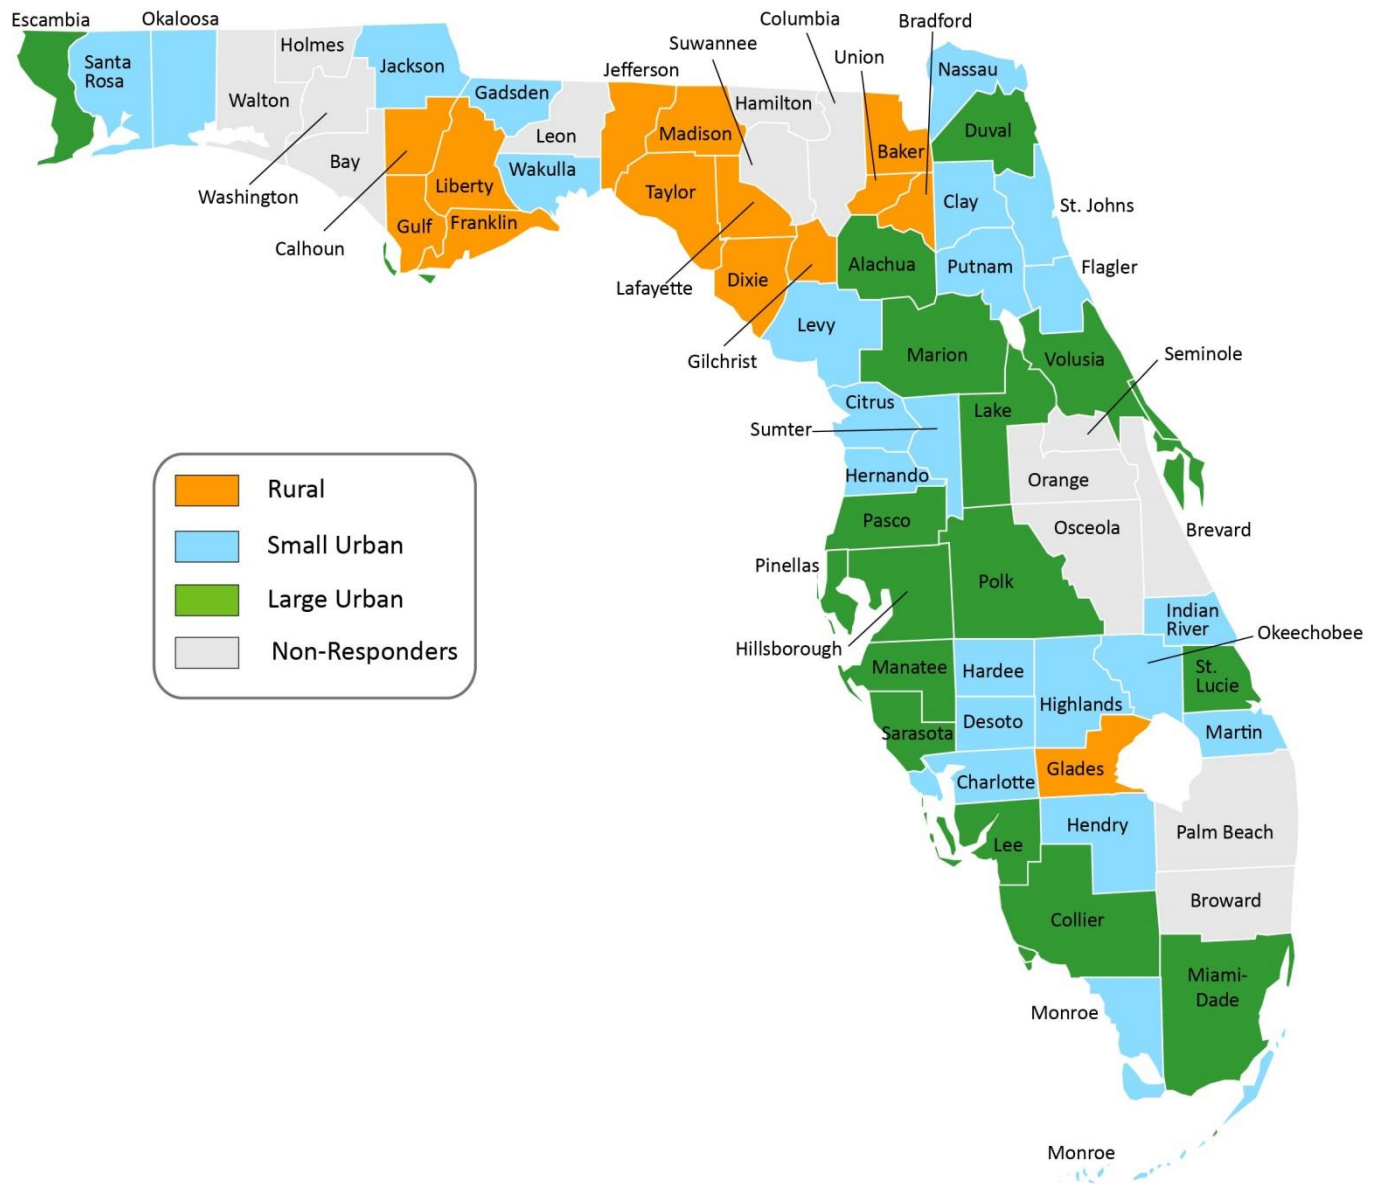 Escambia
Okaloosa
Columbia
Bradford
Holmes
Suwannee
Union
Santa
Rosa
Jackson
Jefferson
Nassau
Walton
Gadsden
Hamilton
Leon
Madison
Duval
Baker
Bay
Wakulla
Washington
Liberty
Taylor
Clay
St. Johns
Calhoun
Gulf
Franklin
Lafayette
Dixie
Alachua
Putnam
Flagler
Gilchrist
Levy
Marion
Volusia
Seminole
Citrus
Lake
Sumter
Hernando
Orange
Rural
Pasco
Osceola
Brevard
Small Urban
Pinellas
Polk
Large Urban
Indian
River
Okeechobee
Hillsborough
Non-Responders
Manatee
Hardee
St.
Lucie
Highlands
Desoto
Sarasota
Martin
Charlotte
Glades
Hendry
Palm Beach
Lee
Broward
Collier
Miami-
Dade
Monroe
Monroe